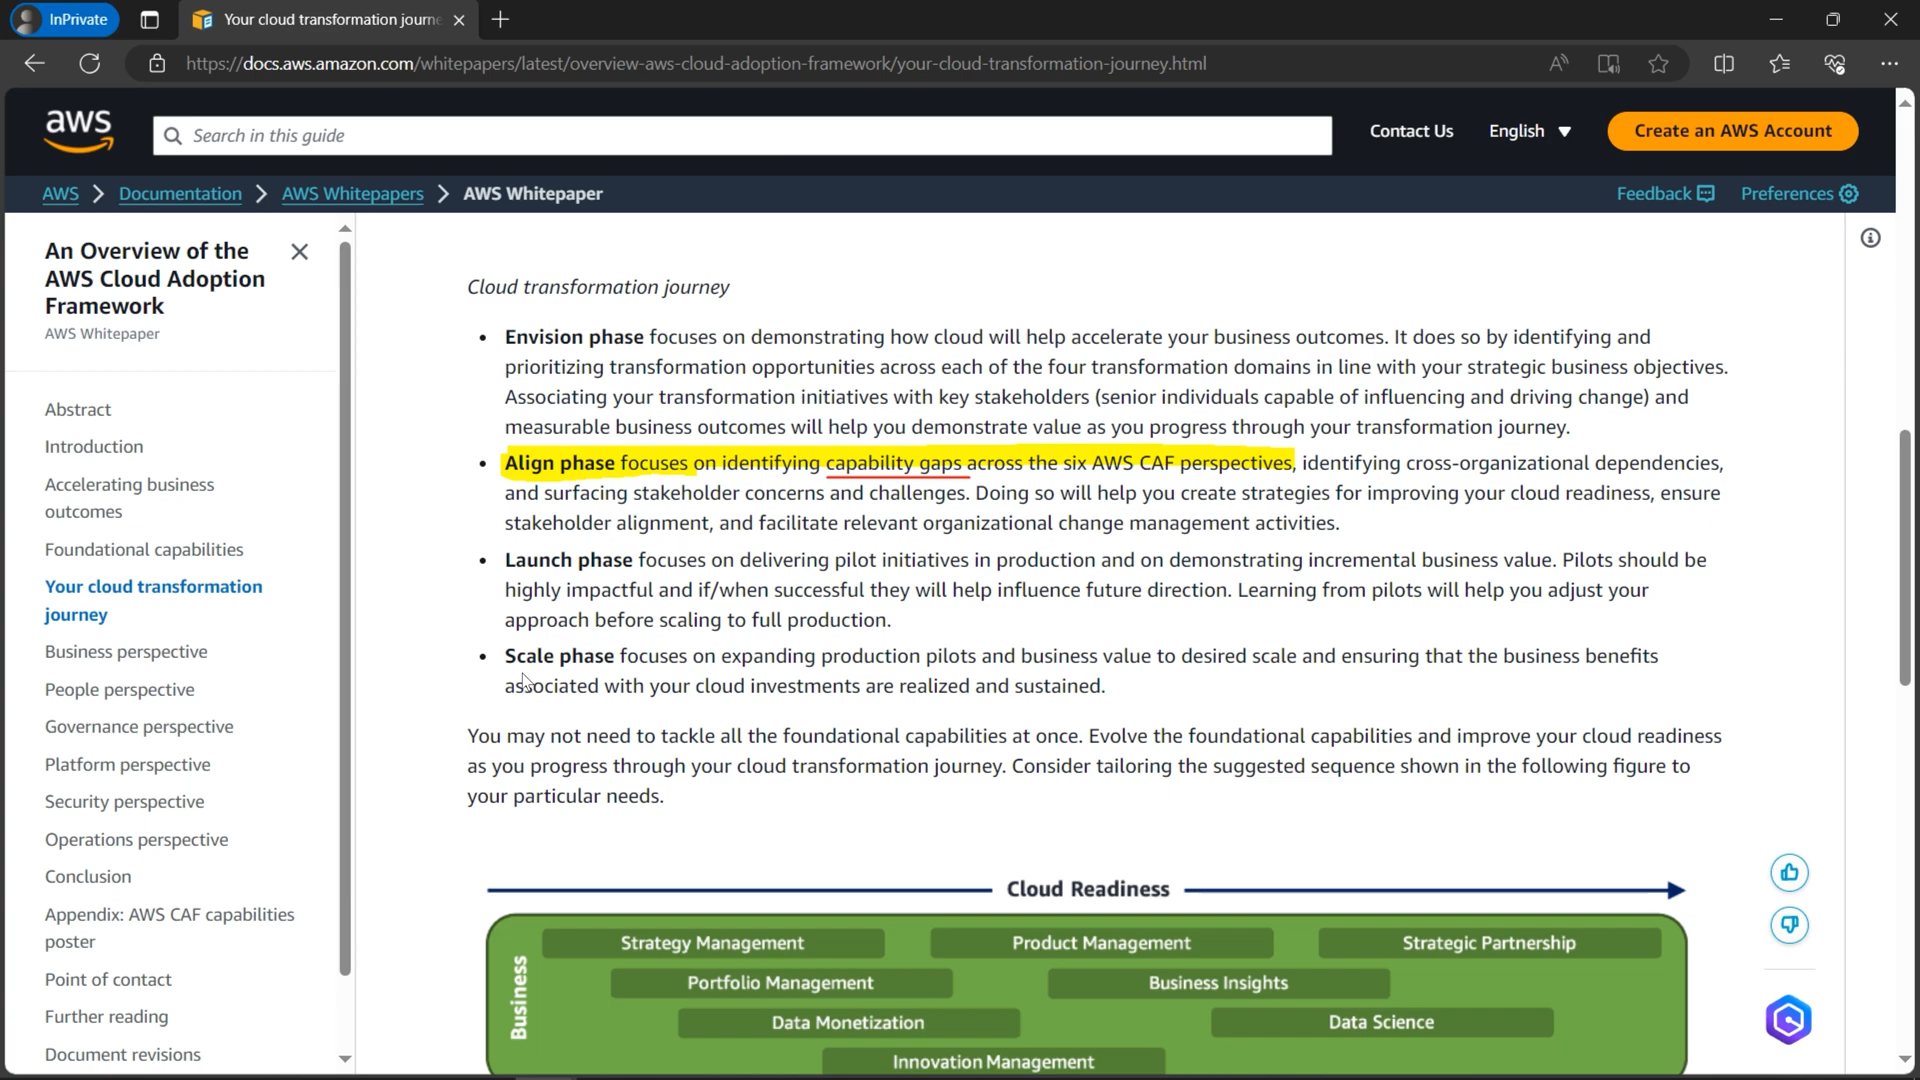 InPrivate
Your cloud transformation journe
https://docs.aws.amazon.com/whitepapers/latest/overview-aws-cloud-adoption-framework/your-cloud-transformation-journey.html
aws
Search in this guide
Contact Us
English
Create an AWS Account
AWS
Documentation
AWS Whitepapers
AWS Whitepaper
Feedback
Preferences
An Overview of the
AWS Cloud Adoption
Framework
AWS Whitepaper
Abstract
Introduction
Accelerating business
outcomes
Foundational capabilities
Your cloud transformation
journey
Business perspective
People perspective
Governance perspective
Platform perspective
Security perspective
Operations perspective
Conclusion
Appendix: AWS CAF capabilities
poster
Point of contact
Further reading
Document revisions
Cloud transformation journey
• Envision phase focuses on demonstrating how cloud will help accelerate your business outcomes. It does so by identifying and
prioritizing transformation opportunities across each of the four transformation domains in line with your strategic business objectives.
Associating your transformation initiatives with key stakeholders (senior individuals capable of influencing and driving change) and
measurable business outcomes will help you demonstrate value as you progress through your transformation journey.
• Align phase focuses on identifying capability gaps across the six AWS CAF perspectives, identifying cross-organizational dependencies,
and surfacing stakeholder concerns and challenges. Doing so will help you create strategies for improving your cloud readiness, ensure
stakeholder alignment, and facilitate relevant organizational change management activities.
• Launch phase focuses on delivering pilot initiatives in production and on demonstrating incremental business value. Pilots should be
highly impactful and if/when successful they will help influence future direction. Learning from pilots will help you adjust your
approach before scaling to full production.
• Scale phase focuses on expanding production pilots and business value to desired scale and ensuring that the business benefits
associated with your cloud investments are realized and sustained.
You may not need to tackle all the foundational capabilities at once. Evolve the foundational capabilities and improve your cloud readiness
as you progress through your cloud transformation journey. Consider tailoring the suggested sequence shown in the following figure to
your particular needs.
Cloud Readiness
Business
Strategy Management
Product Management
Strategic Partnership
Portfolio Management
Business Insights
Data Monetization
Data Science
Innovation Management